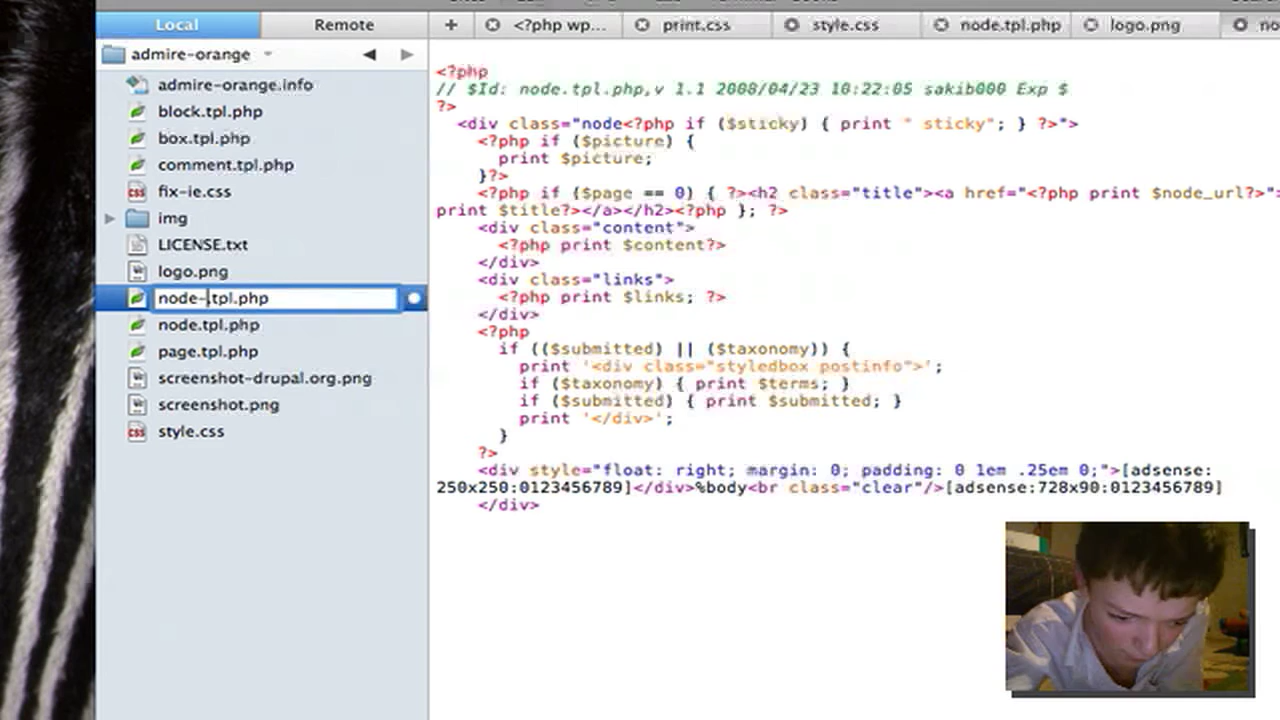 Local
Remote
<?php wp...
print.css
style.css
node.tpl.php
logo.png
admire-orange
admire-orange.info
block.tpl.php
box.tpl.php
comment.tpl.php
fix-ie.css
img
LICENSE.txt
logo.png
node-.tpl.php
node.tpl.php
page.tpl.php
screenshot-drupal.org.png
screenshot.png
style.css
<?php
// $Id: node.tpl.php,v 1.1 2008/04/23 10:22:05 sakib000 Exp $
?>
<div class="node<?php if ($sticky) { print " sticky"; } ?>">
<?php if ($picture) {
print $picture;
}?>
<?php if ($page == 0) { ?><h2 class="title"><a href="<?php print $node_url?>">
print $title?></a></h2><?php }; ?>
<div class="content">
<?php print $content?>
</div>
<div class="links">
<?php print $links; ?>
</div>
<?php
if (($submitted) || ($taxonomy)) {
print '<div class="styledbox postinfo">';
if ($taxonomy) { print $terms; }
if ($submitted) { print $submitted; }
print '</div>';
}
?>
<div style="float: right; margin: 0; padding: 0 1em .25em 0;">[adsense:
250x250:0123456789]</div>%body<br class="clear"/>[adsense:728x90:0123456789]
</div>